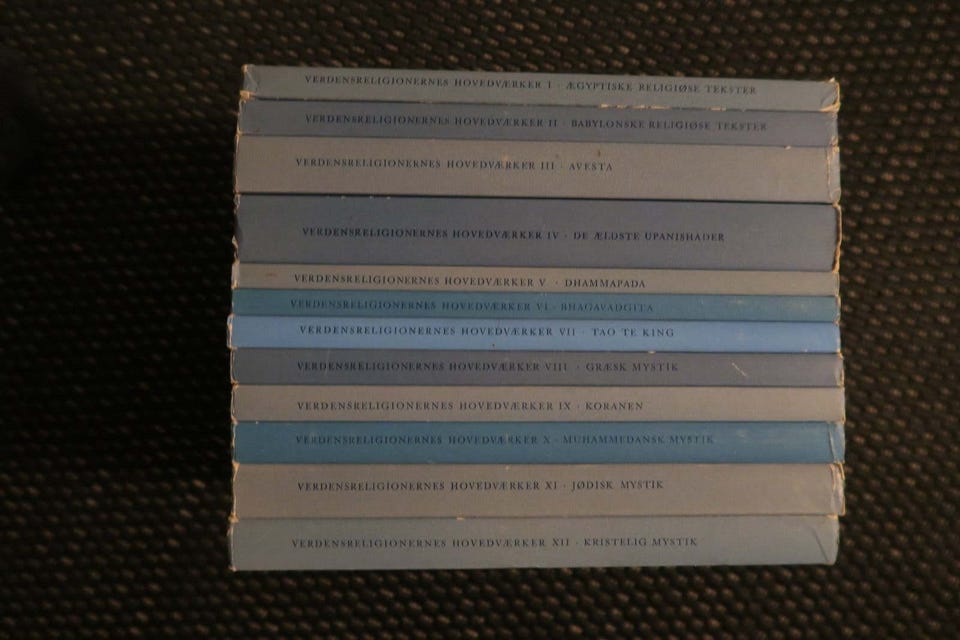 VERDENSRELIGIONERNES HOVEDVÆRKER I · ÆGYPTISKE RELIGIØSE TEKSTER
VERDENSRELIGIONERNES HOVEDVÆRKER II · BABYLONSKE RELIGIØSE TEKSTER
VERDENSRELIGIONERNES HOVEDVÆRKER III · AVESTA
VERDENSRELIGIONERNES HOVEDVÆRKER IV · DE ÆLDSTE UPANISHADER
VERDENSRELIGIONERNES HOVEDVÆRKER V · DHAMMAPADA
VERDENSRELIGIONERNES HOVEDVÆRKER VI · BHAGAVADGITA
VERDENSRELIGIONERNES HOVEDVÆRKER VII · TAO TE KING
VERDENSRELIGIONERNES HOVEDVÆRKER VIII · GRÆSK MYSTIK
VERDENSRELIGIONERNES HOVEDVÆRKER IX · KORANEN
VERDENSRELIGIONERNES HOVEDVÆRKER X · MUHAMMEDANSK MYSTIK
VERDENSRELIGIONERNES HOVEDVÆRKER XI · JØDISK MYSTIK
VERDENSRELIGIONERNES HOVEDVÆRKER XII · KRISTELIG MYSTIK